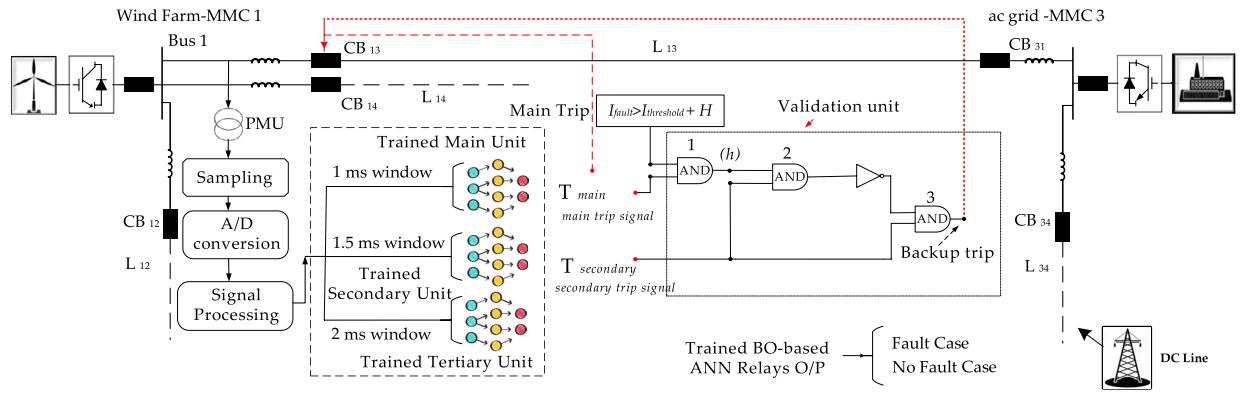 Wind Farm-MMC 1
ac grid -MMC 3
Bus 1
CB 13
L 13
CB 31
CB 14
L 14
PMU
Main Trip
Ifault>Ithreshold + H
Validation unit
Trained Main Unit
1 ms window
Sampling
1
(h)
2
AND
AND
T main
main trip signal
3
AND
CB 12
A/D
conversion
1.5 ms window
CB 34
Backup trip
L 12
Trained
Secondary Unit
T secondary
secondary trip signal
L 34
Signal
Processing
2 ms window
Trained Tertiary Unit
Trained BO-based
ANN Relays O/P
Fault Case
No Fault Case
DC Line